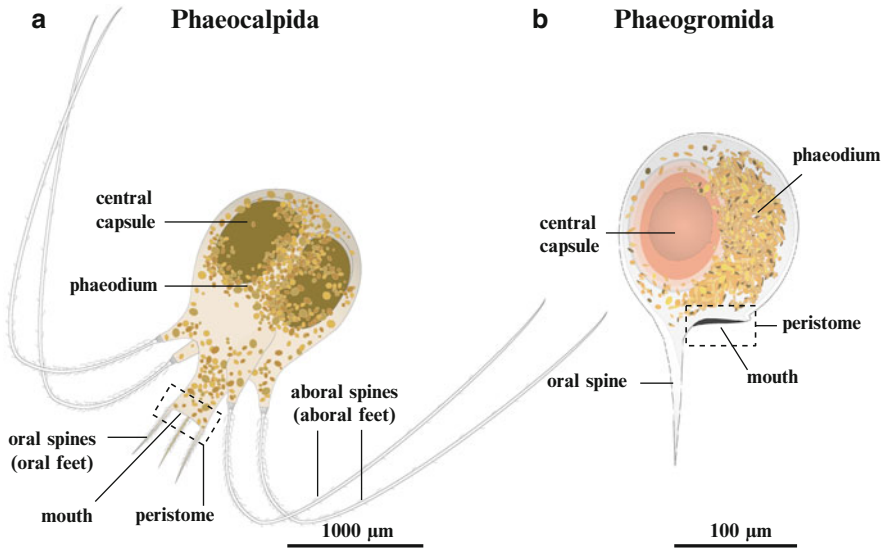 a
Phaeocalpida
central
capsule
phaeodium
oral spines
(oral feet)
mouth
peristome
aboral spines
(aboral feet)
1000 µm
b
Phaeogromida
phaeodium
central
capsule
peristome
mouth
oral spine
100 µm